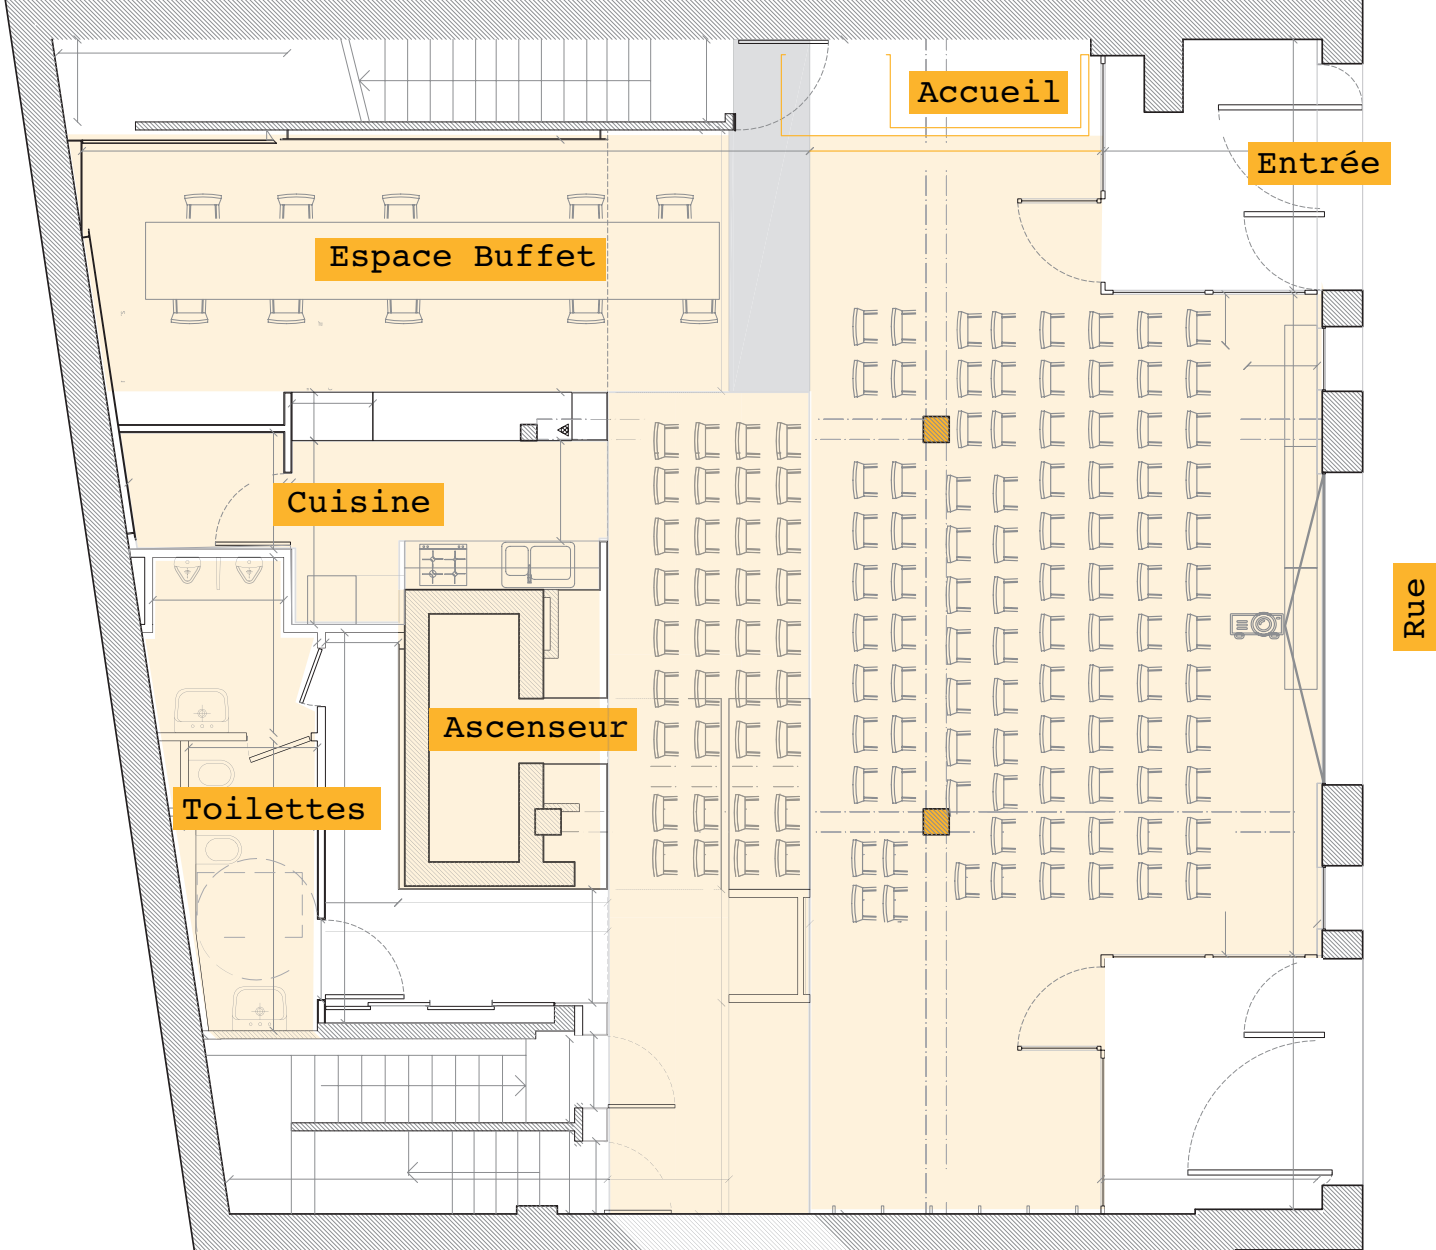 Accueil
Entrée
Espace Buffet
Cuisine
Rue
Ascenseur
Toilettes